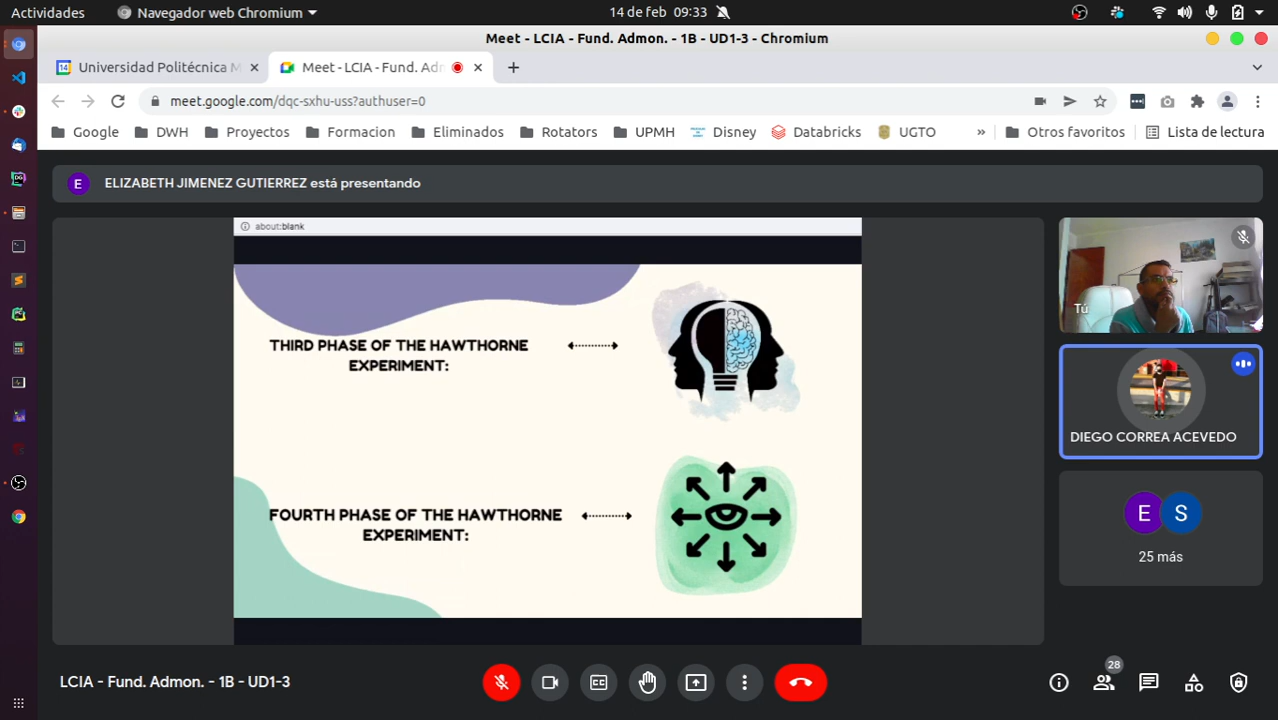 Actividades
Navegador web Chromium
14 de feb 09:33
Meet - LCIA - Fund. Admon. - 1B - UD1-3 - Chromium
Universidad Politécnica M
Meet - LCIA - Fund. Adm
meet.google.com/dqc-sxhu-uss?authuser=0
Google
DWH
Proyectos
Formacion
Eliminados
Rotators
UPMH
Disney
Databricks
UGTO
»
Otros favoritos
Lista de lectura
E
ELIZABETH JIMENEZ GUTIERREZ está presentando
about:blank
THIRD PHASE OF THE HAWTHORNE
EXPERIMENT:
FOURTH PHASE OF THE HAWTHORNE
EXPERIMENT:
Tú
DIEGO CORREA ACEVEDO
E
S
25 más
LCIA - Fund. Admon. - 1B - UD1-3
28